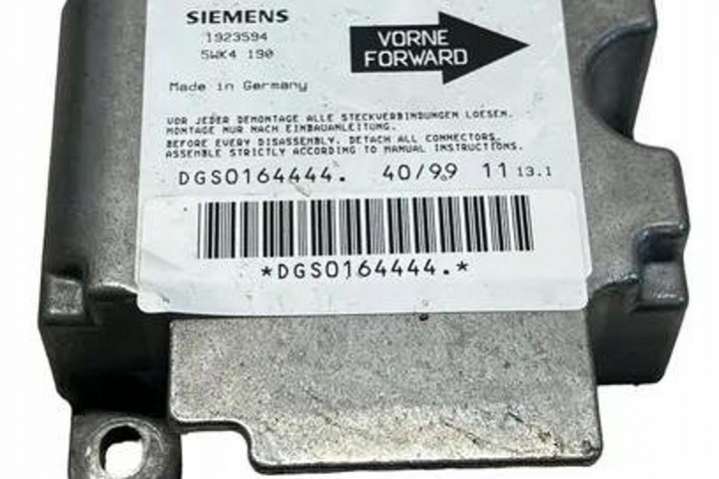 SIEMENS
1923594
5WK4 190
VORNE
FORWARD
Made in Germany
VOR JEDER DEMONTAGE ALLE STECKVERBINDUNGEN LOESEN.
MONTAGE NUR NACH EINBAUANLEITUNG.
BEFORE EVERY DISASSEMBLY, DETACH ALL CONNECTORS.
ASSEMBLE STRICTLY ACCORDING TO MANUAL INSTRUCTIONS.
DGS0164444. 40/99 11 13.1
*DGS0164444.*